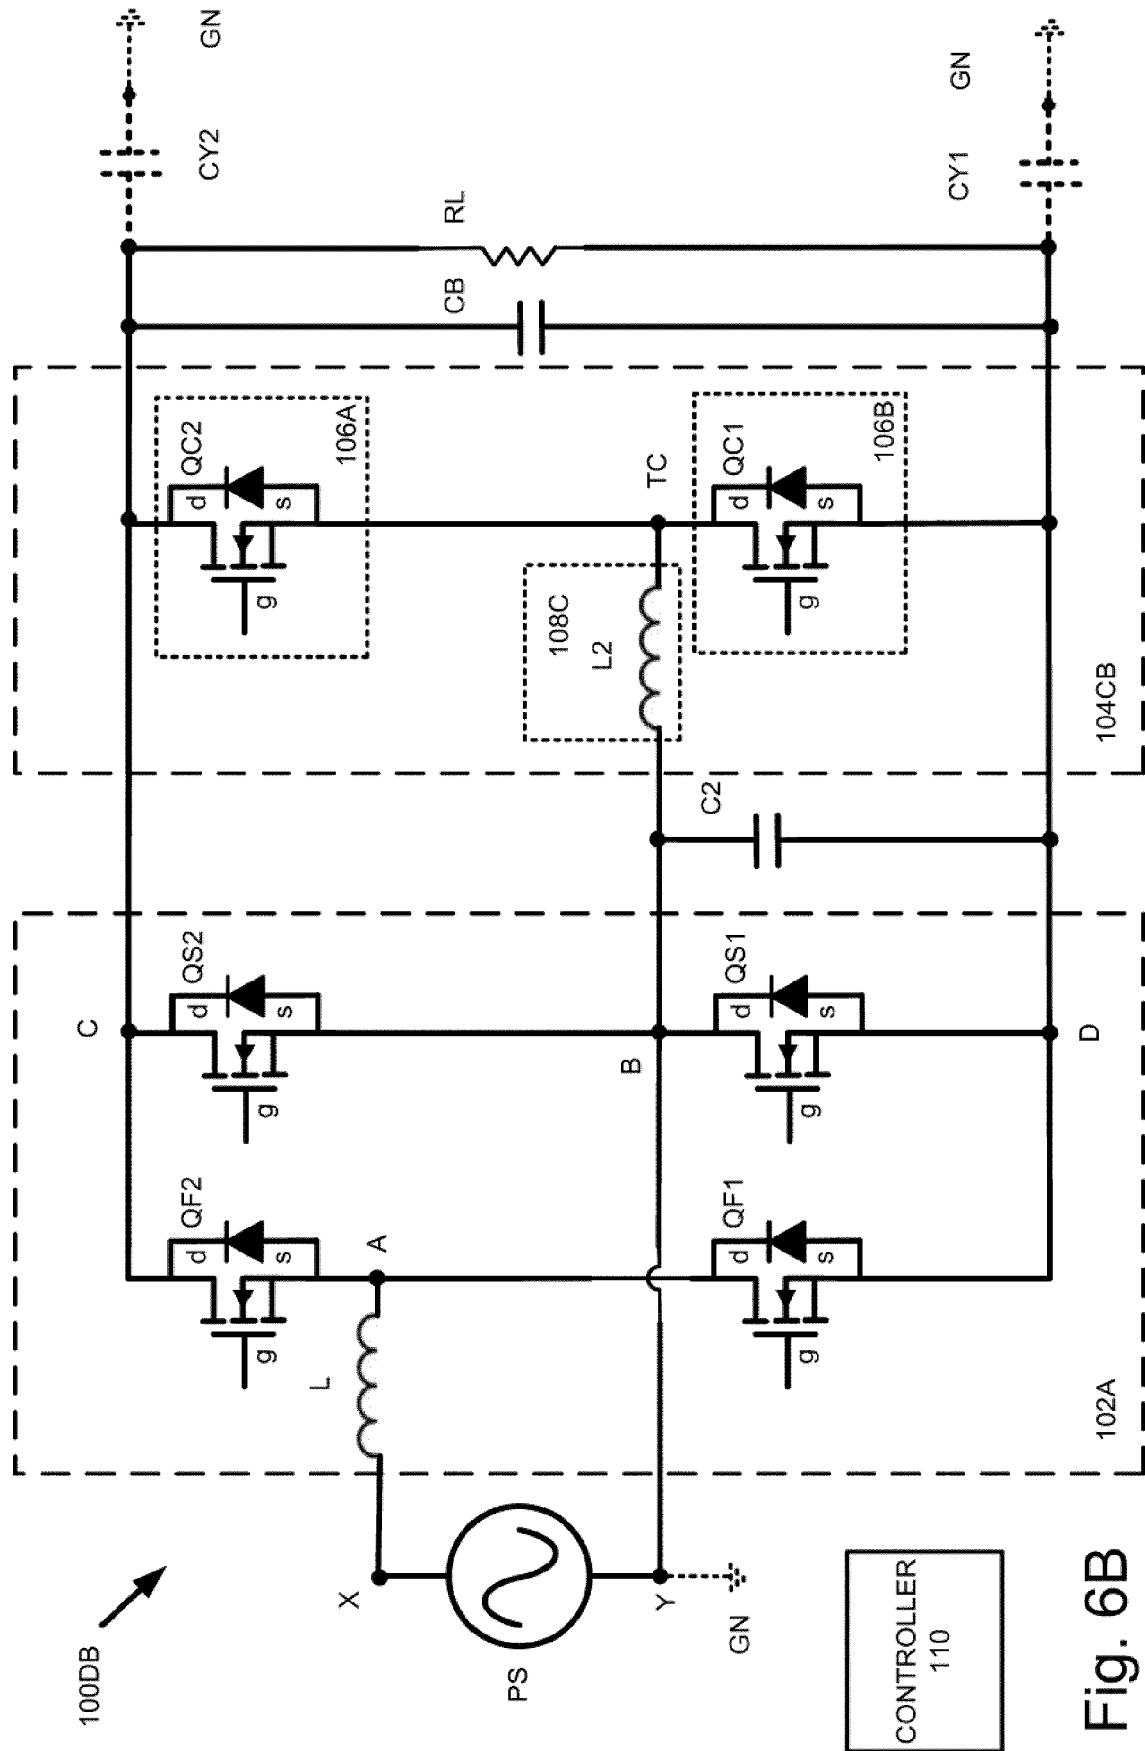 100DB
PS
X
Y
GN
CONTROLLER
110
L
A
QF2
d
s
g
QF1
d
s
g
102A
C
QS2
d
s
g
B
QS1
d
s
g
D
C2
108C
L2
TC
QC2
d
s
g
106A
QC1
d
s
g
106B
104CB
CB
RL
CY2
GN
CY1
GN
Fig. 6B